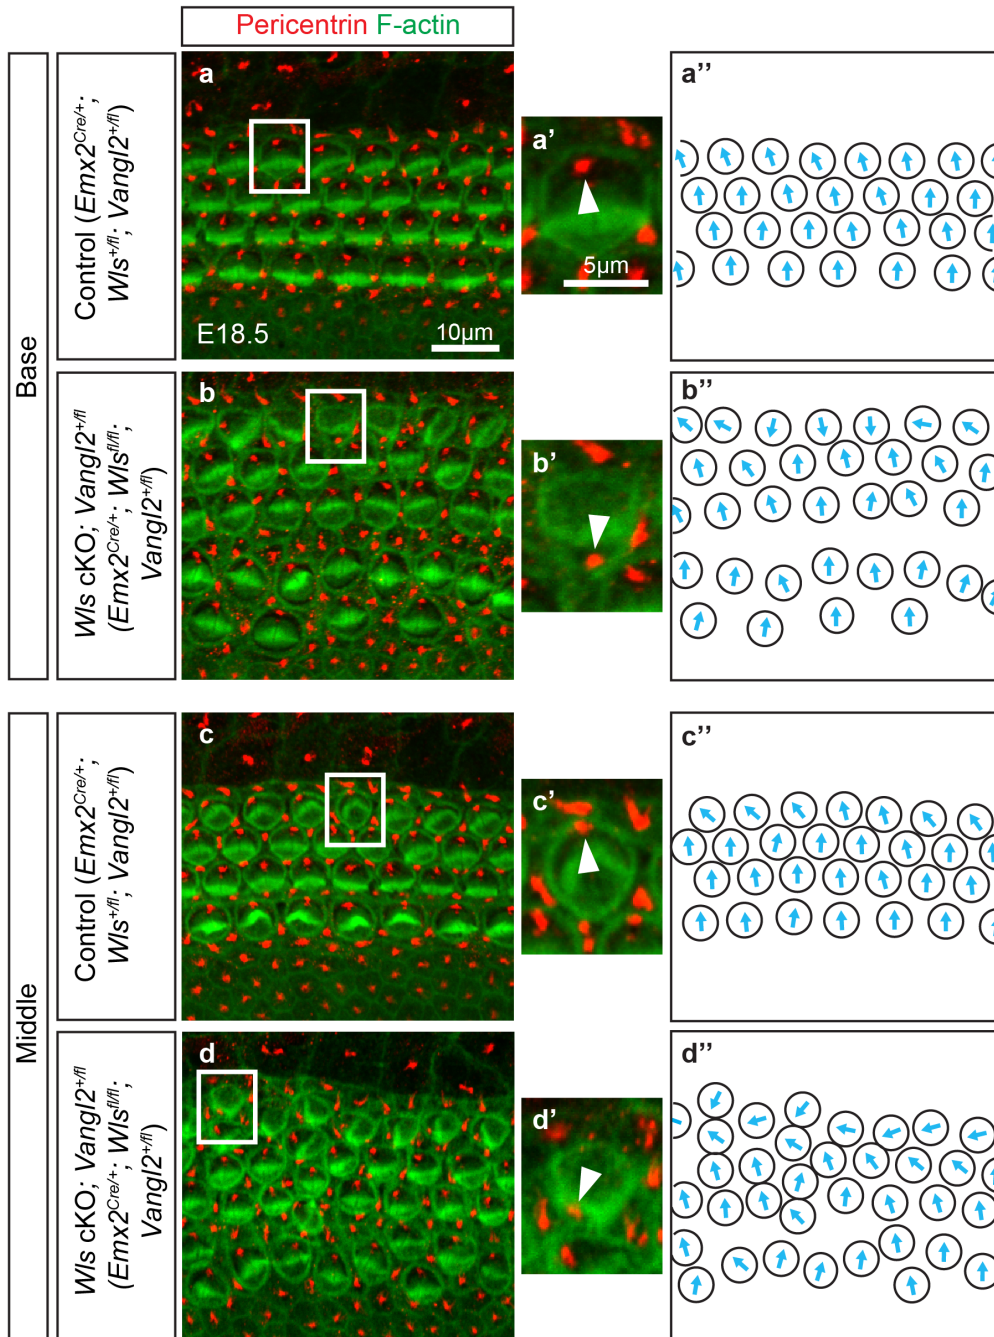 Pericentrin F-actin
Base
Control (Emx2Cre/+;
Wls+/fl; Vangl2+/fl)
a
E18.5
10µm
a’
5µm
a’’
Wls cKO; Vangl2+/fl
(Emx2Cre/+; Wlsfl/fl;
Vangl2+/fl)
b
b’
b’’
Middle
Control (Emx2Cre/+;
Wls+/fl; Vangl2+/fl)
c
c’
c’’
Wls cKO; Vangl2+/fl
(Emx2Cre/+; Wlsfl/fl;
Vangl2+/fl)
d
d’
d’’